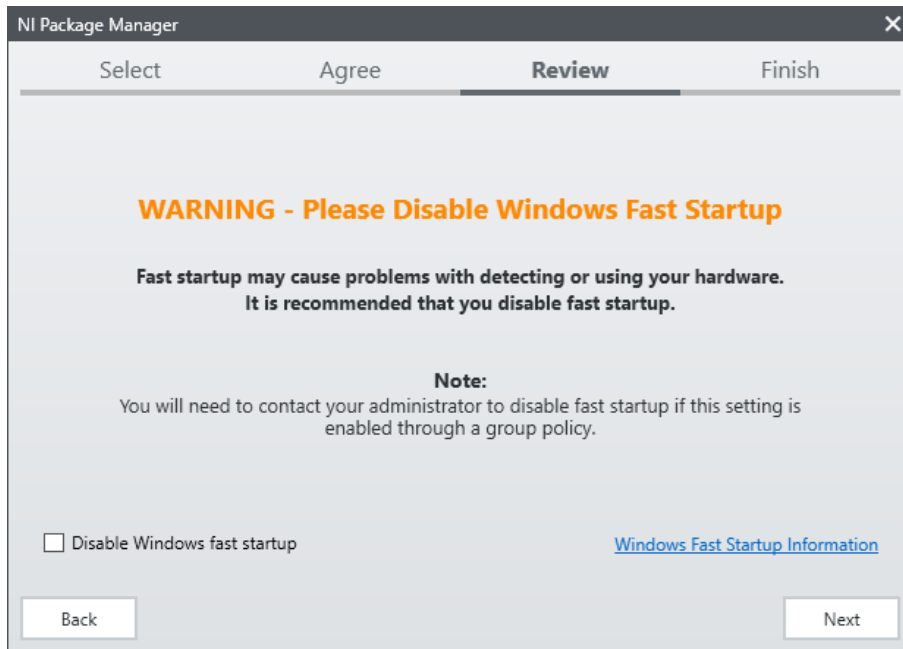 NI Package Manager
Select
Agree
Review
Finish
WARNING - Please Disable Windows Fast Startup
Fast startup may cause problems with detecting or using your hardware.
It is recommended that you disable fast startup.
Note:
You will need to contact your administrator to disable fast startup if this setting is
enabled through a group policy.
Disable Windows fast startup
Windows Fast Startup Information
Back
Next